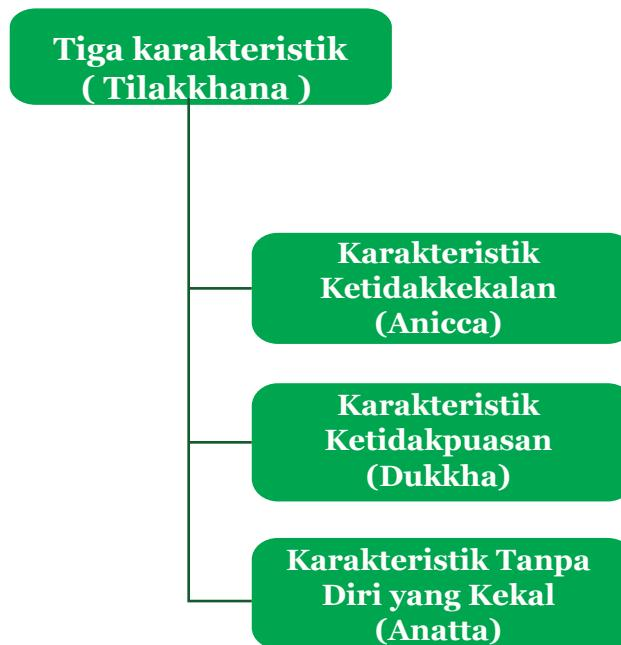 Tiga karakteristik
( Tilakkhana )
Karakteristik
Ketidakkekalan
(Anicca)
Karakteristik
Ketidakpuasan
(Dukkha)
Karakteristik Tanpa
Diri yang Kekal
(Anatta)